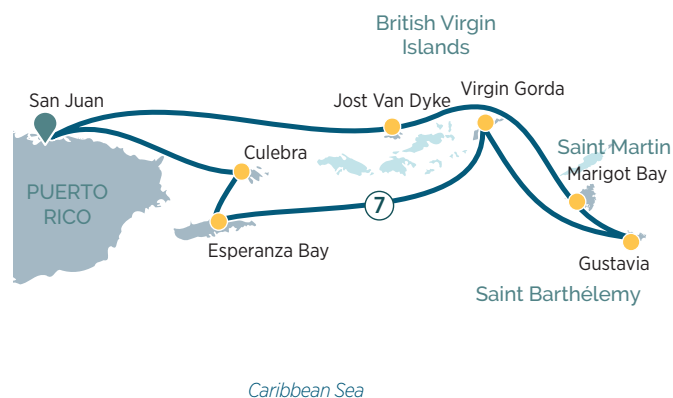 British Virgin
Islands
San Juan
Jost Van Dyke
Virgin Gorda
Culebra
Saint Martin
Marigot Bay
PUERTO
RICO
7
Esperanza Bay
Gustavia
Saint Barthélemy
Caribbean Sea